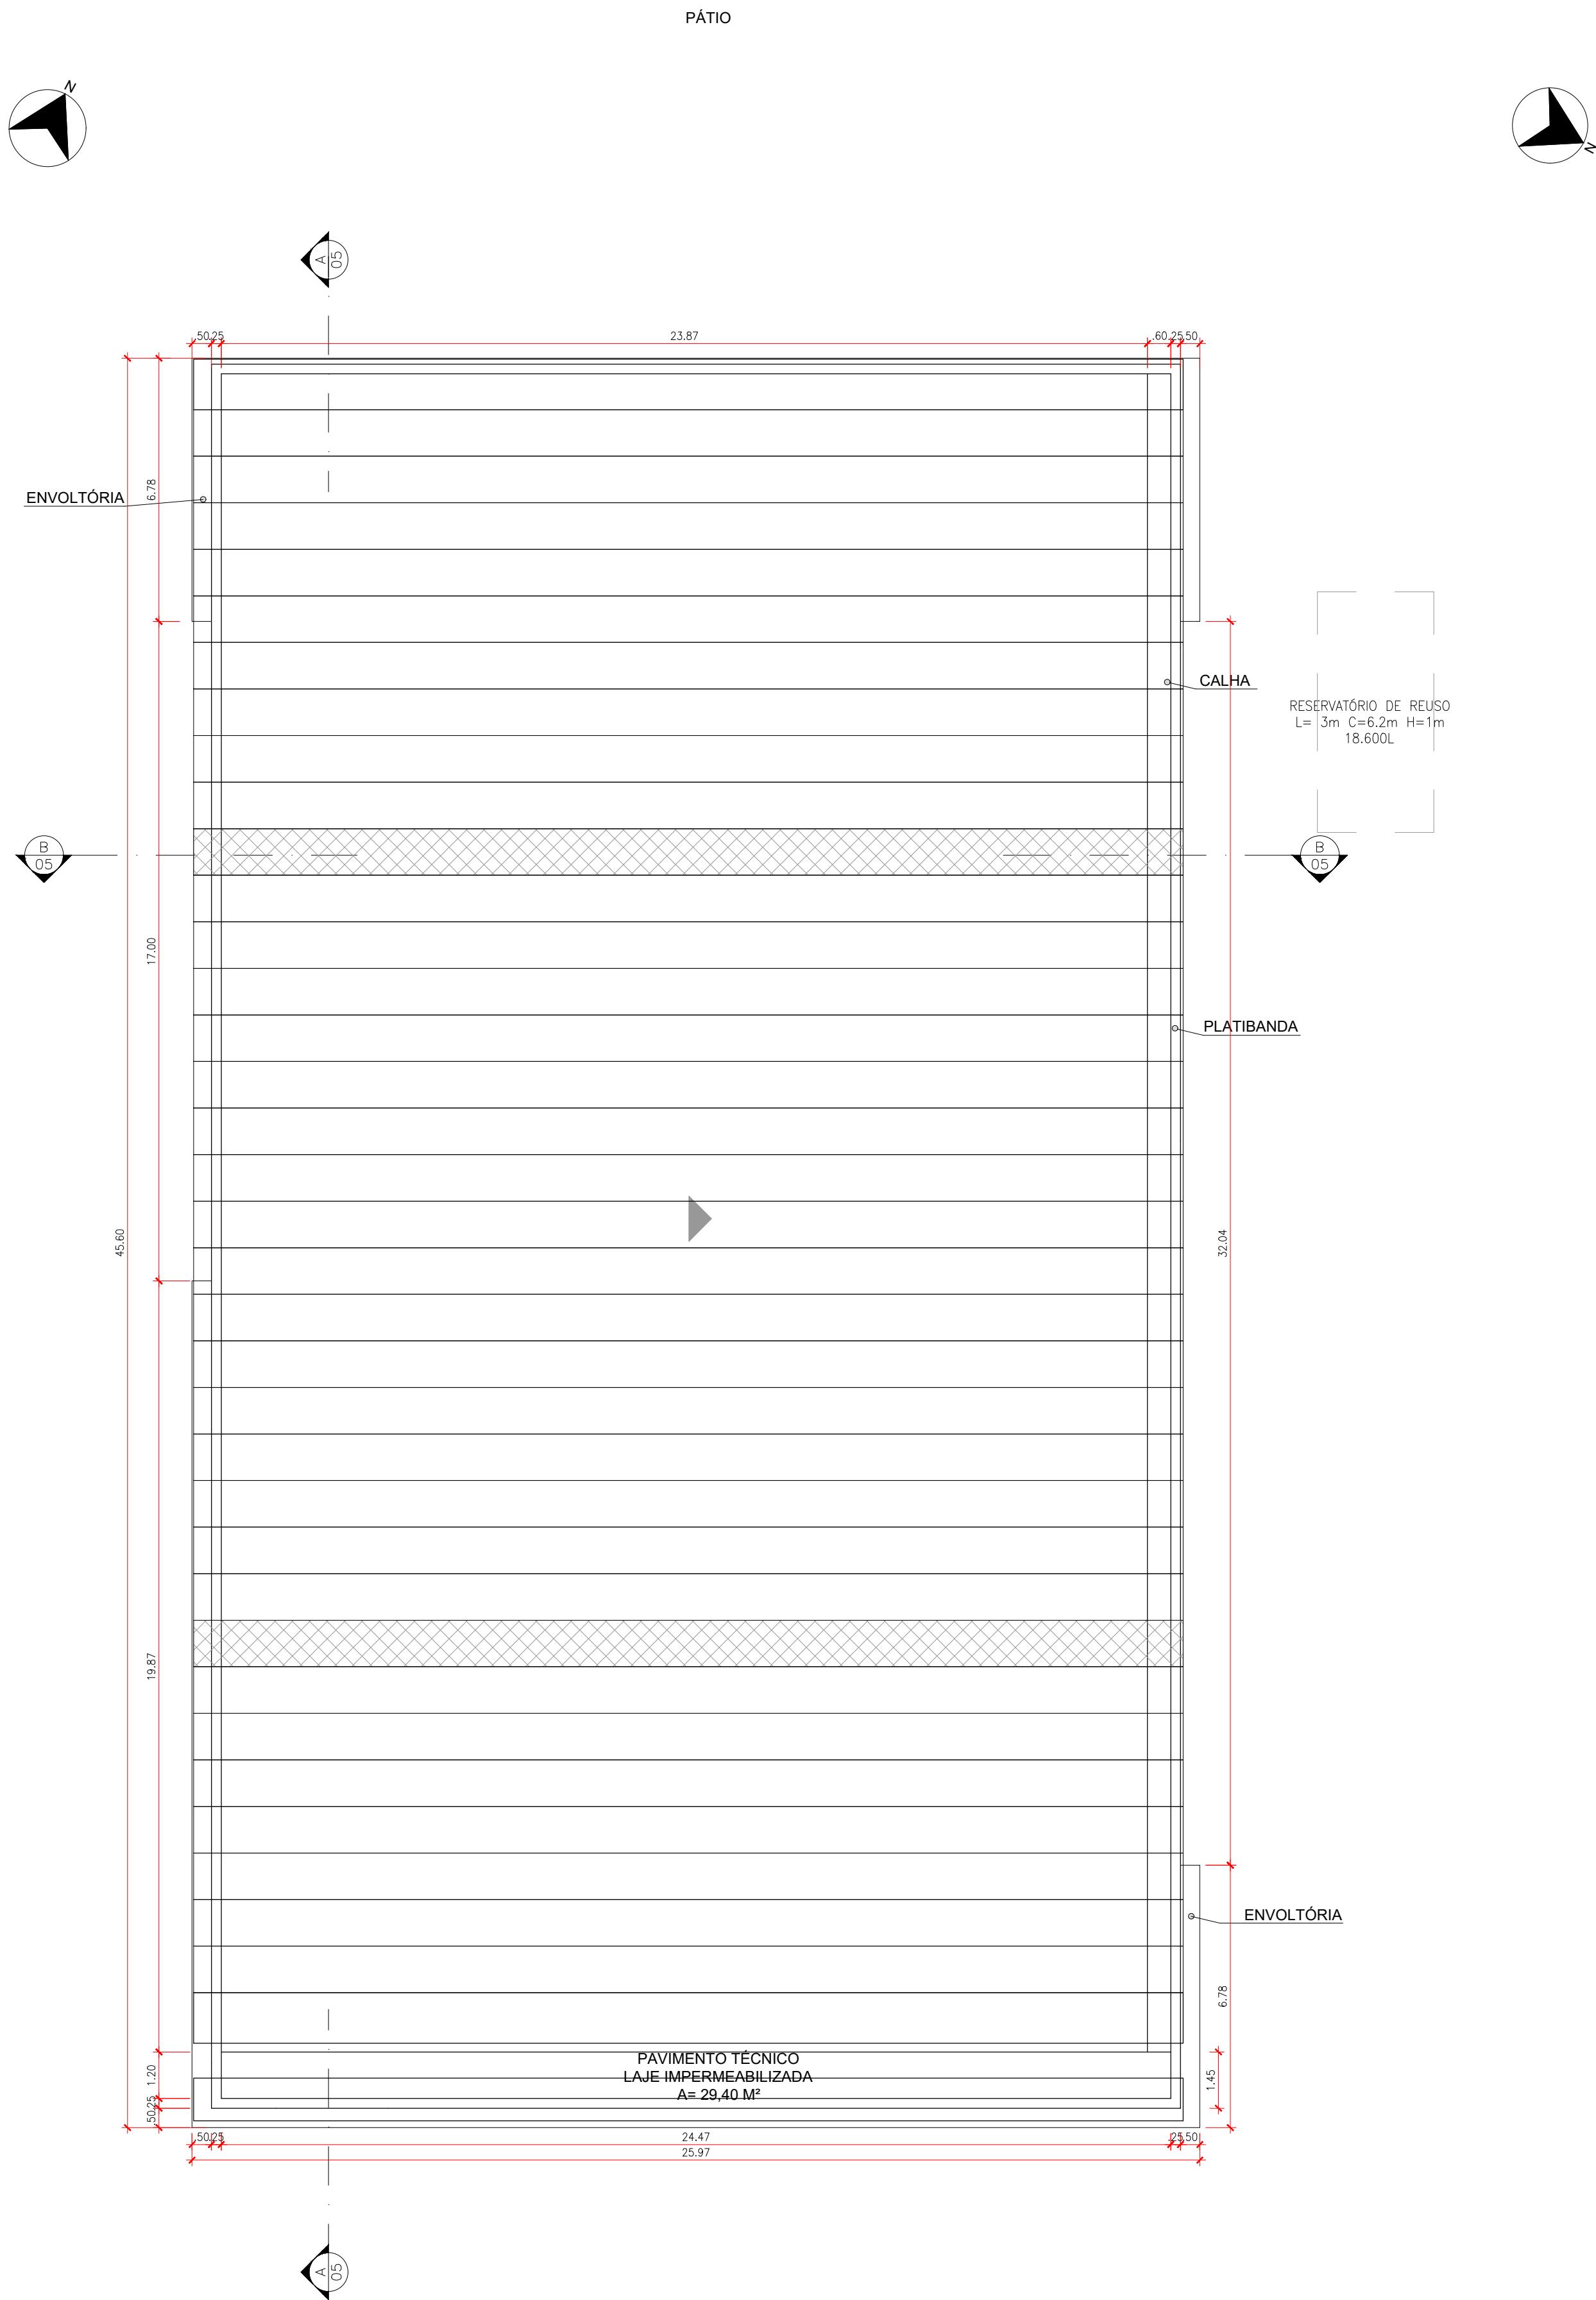 PÁTIO
N
N
A
05
.50
.25
23.87
.60
.25
.50
6.78
ENVOLTÓRIA
CALHA
RESERVATÓRIO DE REUSO
L= 3m C=6.2m H=1m
18.600L
B
05
B
05
17.00
PLATIBANDA
45.60
32.04
19.87
ENVOLTÓRIA
6.78
PAVIMENTO TÉCNICO
LAJE IMPERMEABILIZADA
A= 29,40 M²
1.20
1.45
.25
.50
.50
.25
24.47
.25
.50
25.97
A
05